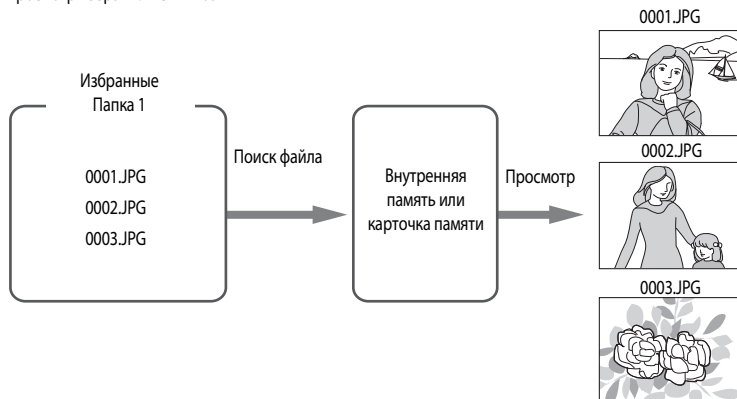 0001.JPG
Избранные
Папка 1
0001.JPG
0002.JPG
0003.JPG
Поиск файла
Внутренняя
память или
карточка памяти
Просмотр
0002.JPG
0003.JPG